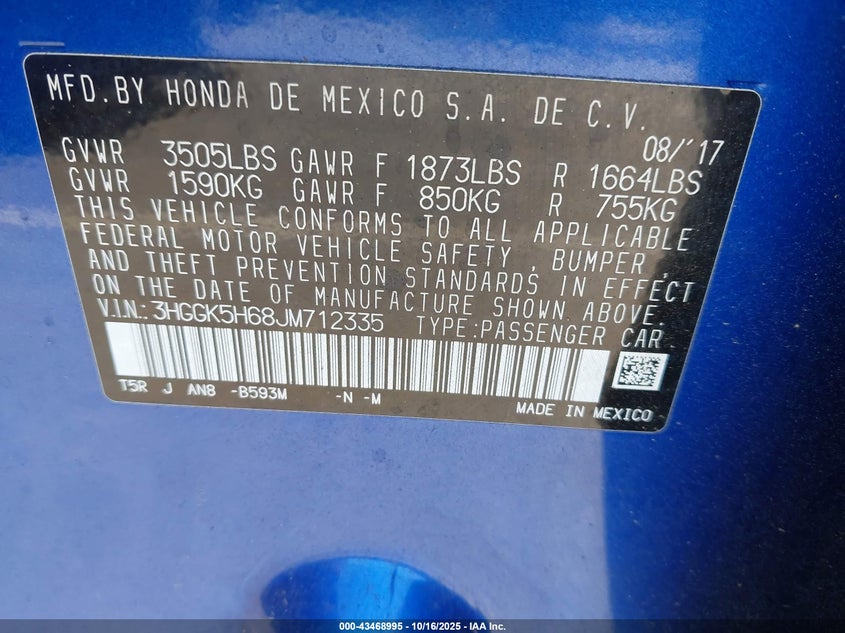 MFD.BY HONDA DE MEXICO S.A. DE C.V.
08/'17
GVWR 3505LBS GAWR F 1873LBS R 1664LBS
GVWR 1590KG GAWR F 850KG R 755KG
THIS VEHICLE CONFORMS TO ALL APPLICABLE
FEDERAL MOTOR VEHICLE SAFETY, BUMPER,
AND THEFT PREVENTION STANDARDS IN EFFECT
ON THE DATE OF MANUFACTURE SHOWN ABOVE.
V.I.N.: 3HGGK5H68JM712335 TYPE:PASSENGER CAR
T5R J AN8 -B593M -N -M
MADE IN MEXICO
000-43468995 - 10/16/2025 - IAA Inc.